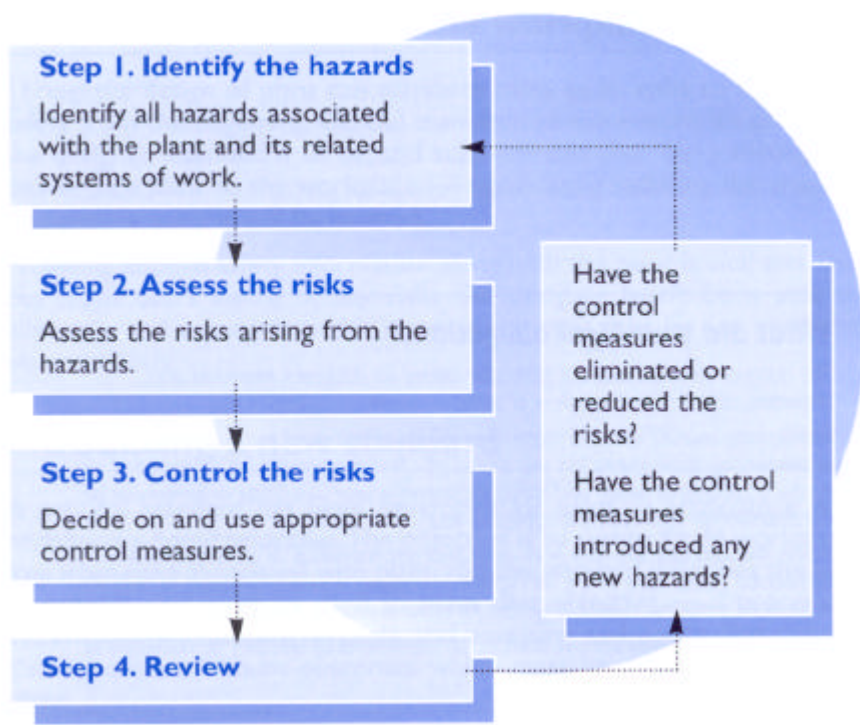 Step 1. Identify the hazards
Identify all hazards associated
with the plant and its related
systems of work.
Step 2. Assess the risks
Assess the risks arising from the
hazards.
Step 3. Control the risks
Decide on and use appropriate
control measures.
Step 4. Review
Have the
control
measures
eliminated or
reduced the
risks?
Have the control
measures
introduced any
new hazards?